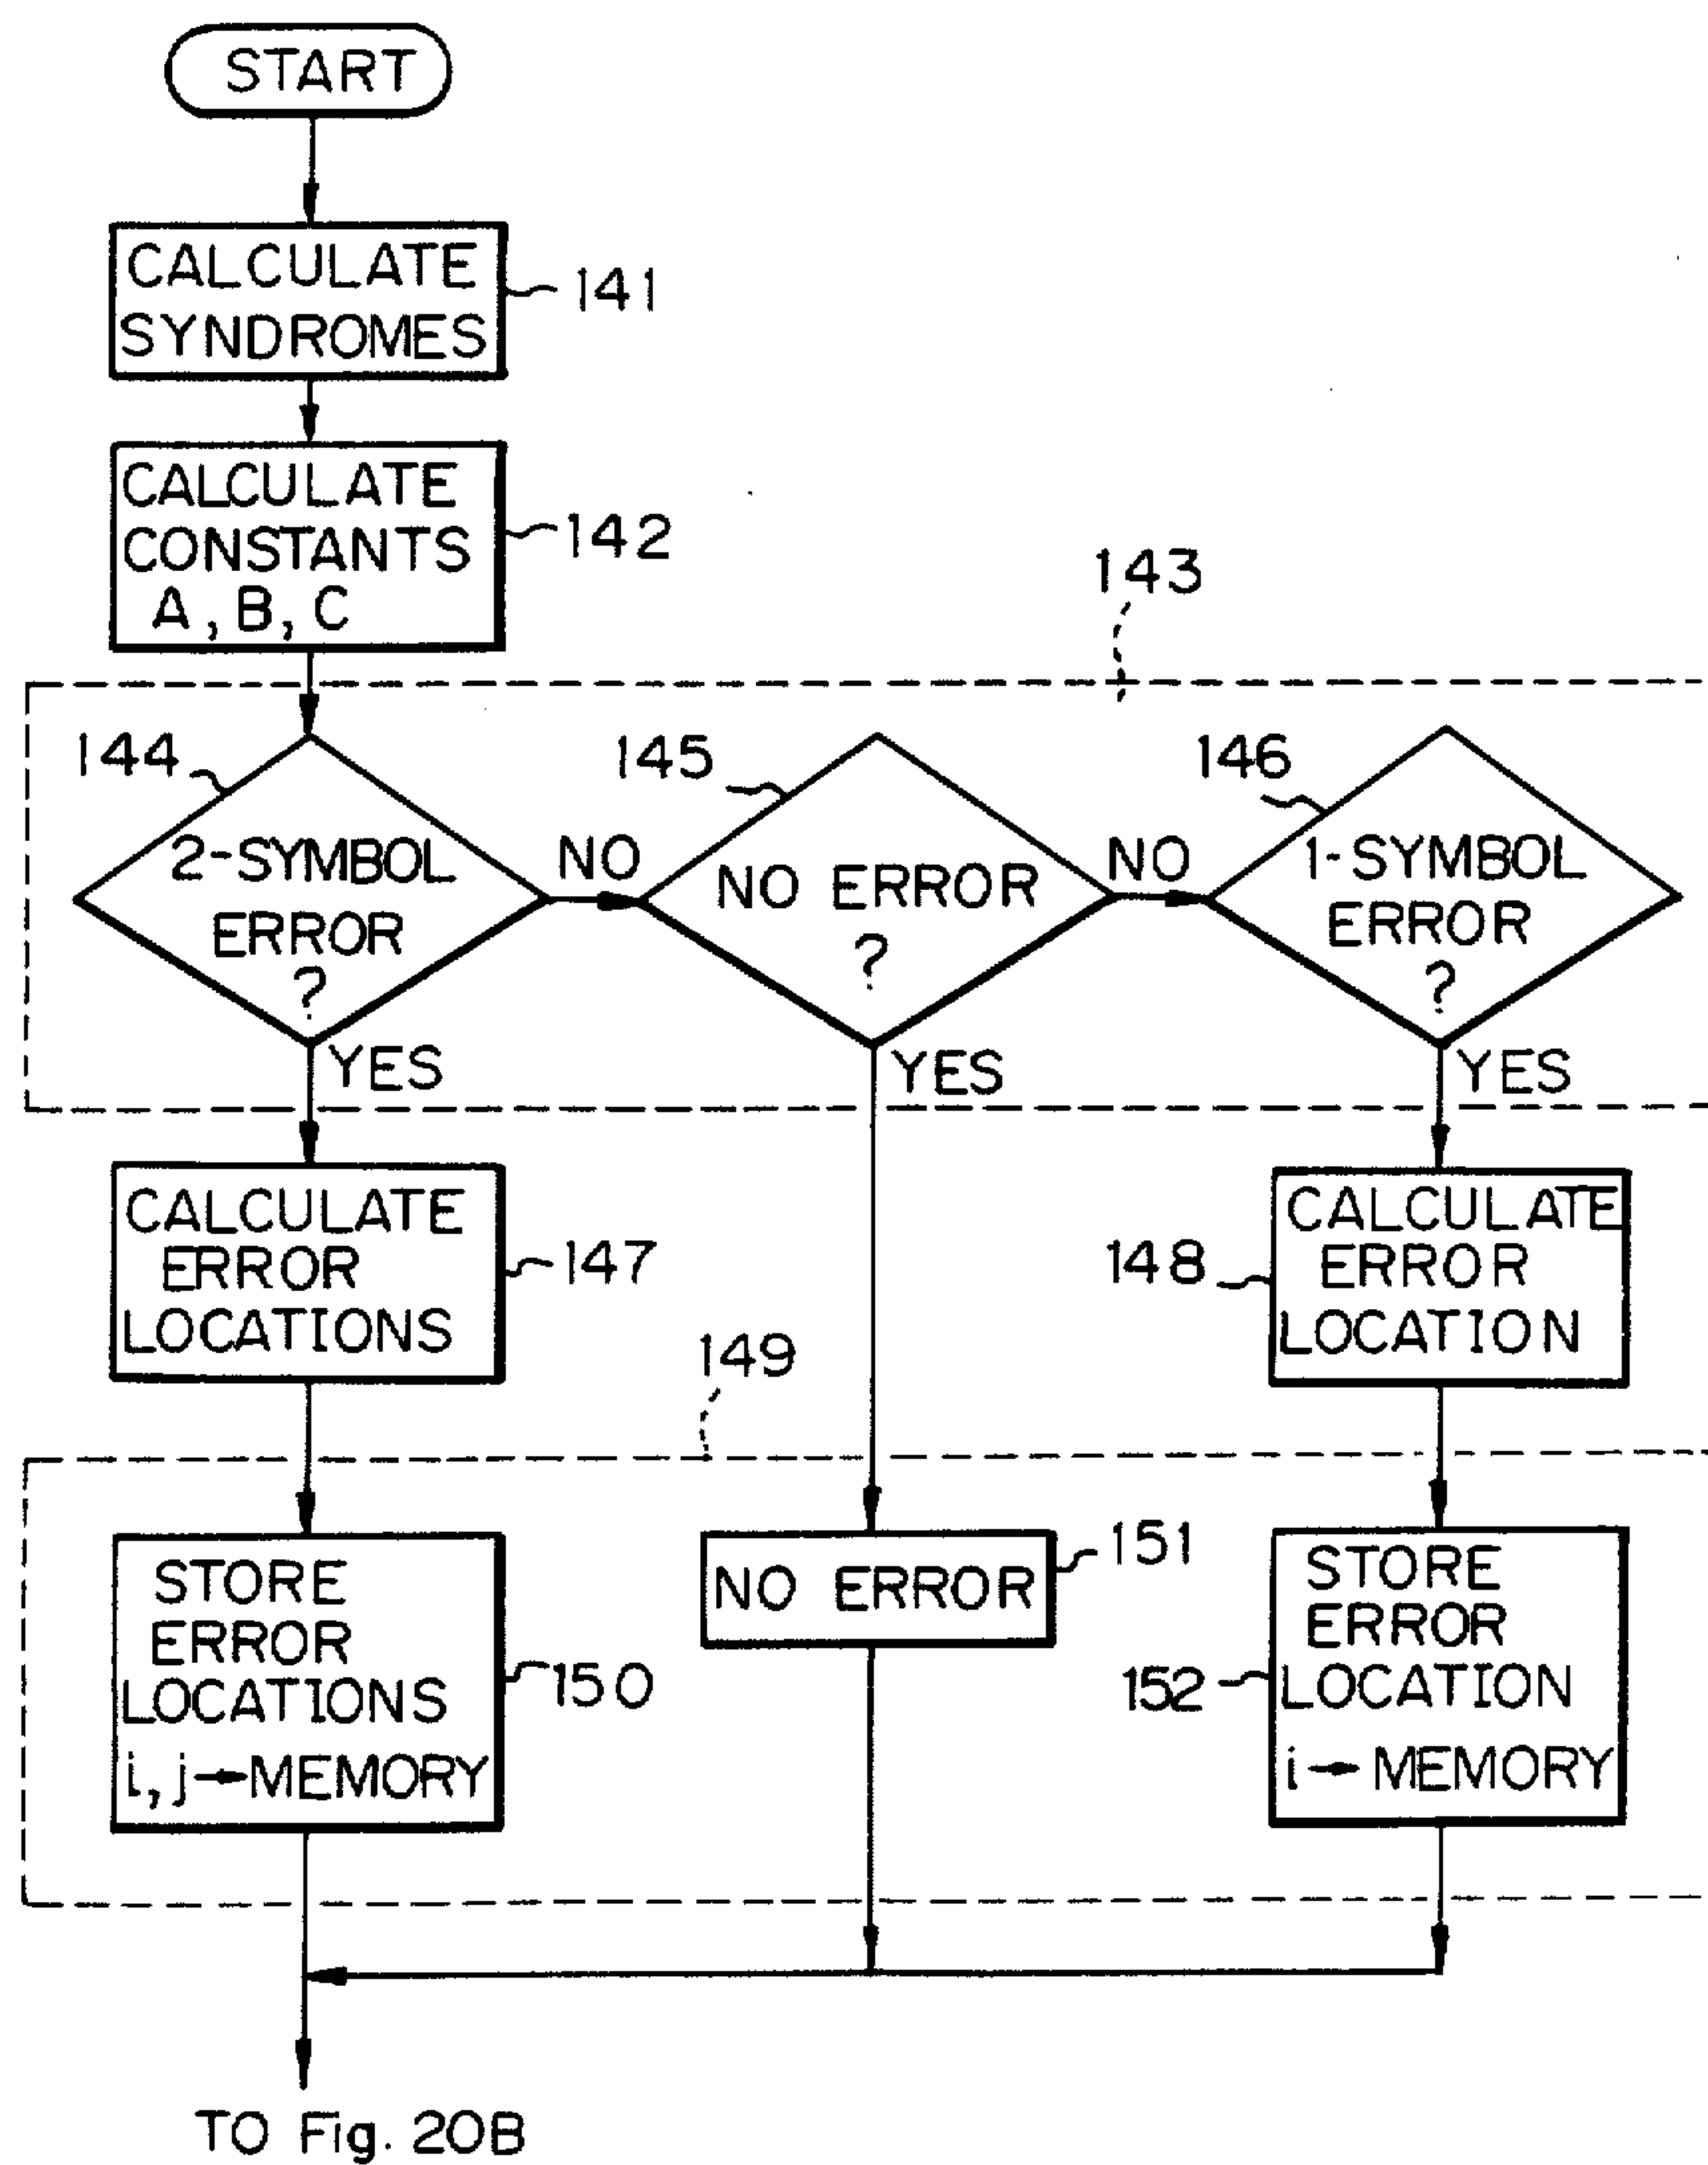 START
CALCULATE
SYNDROMES
141
CALCULATE
CONSTANTS
A, B, C
142
143
144
2-SYMBOL
ERROR
?
NO
145
NO ERROR
?
NO
146
1-SYMBOL
ERROR
?
YES
YES
YES
CALCULATE
ERROR
LOCATIONS
147
148
CALCULATE
ERROR
LOCATION
149
STORE
ERROR
LOCATIONS
i, j → MEMORY
150
NO ERROR
151
152
STORE
ERROR
LOCATION
i → MEMORY
TO Fig. 20B